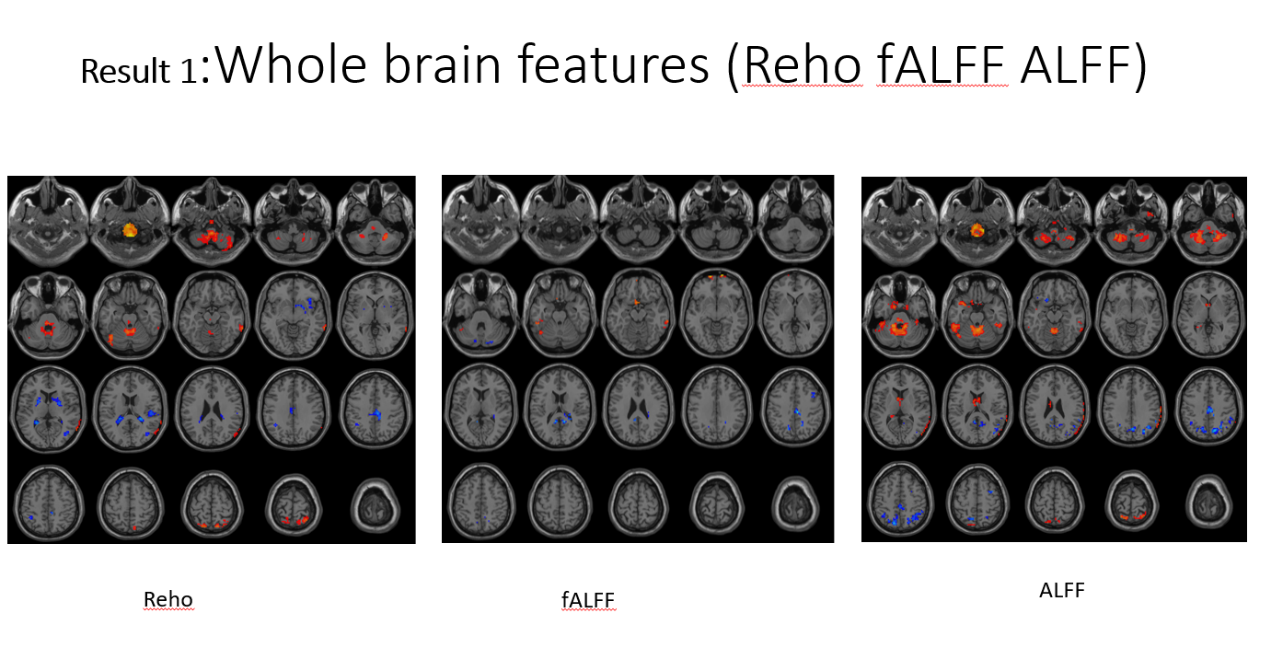 Result 1:Whole brain features (Reho fALFF ALFF)
Reho
fALFF
ALFF